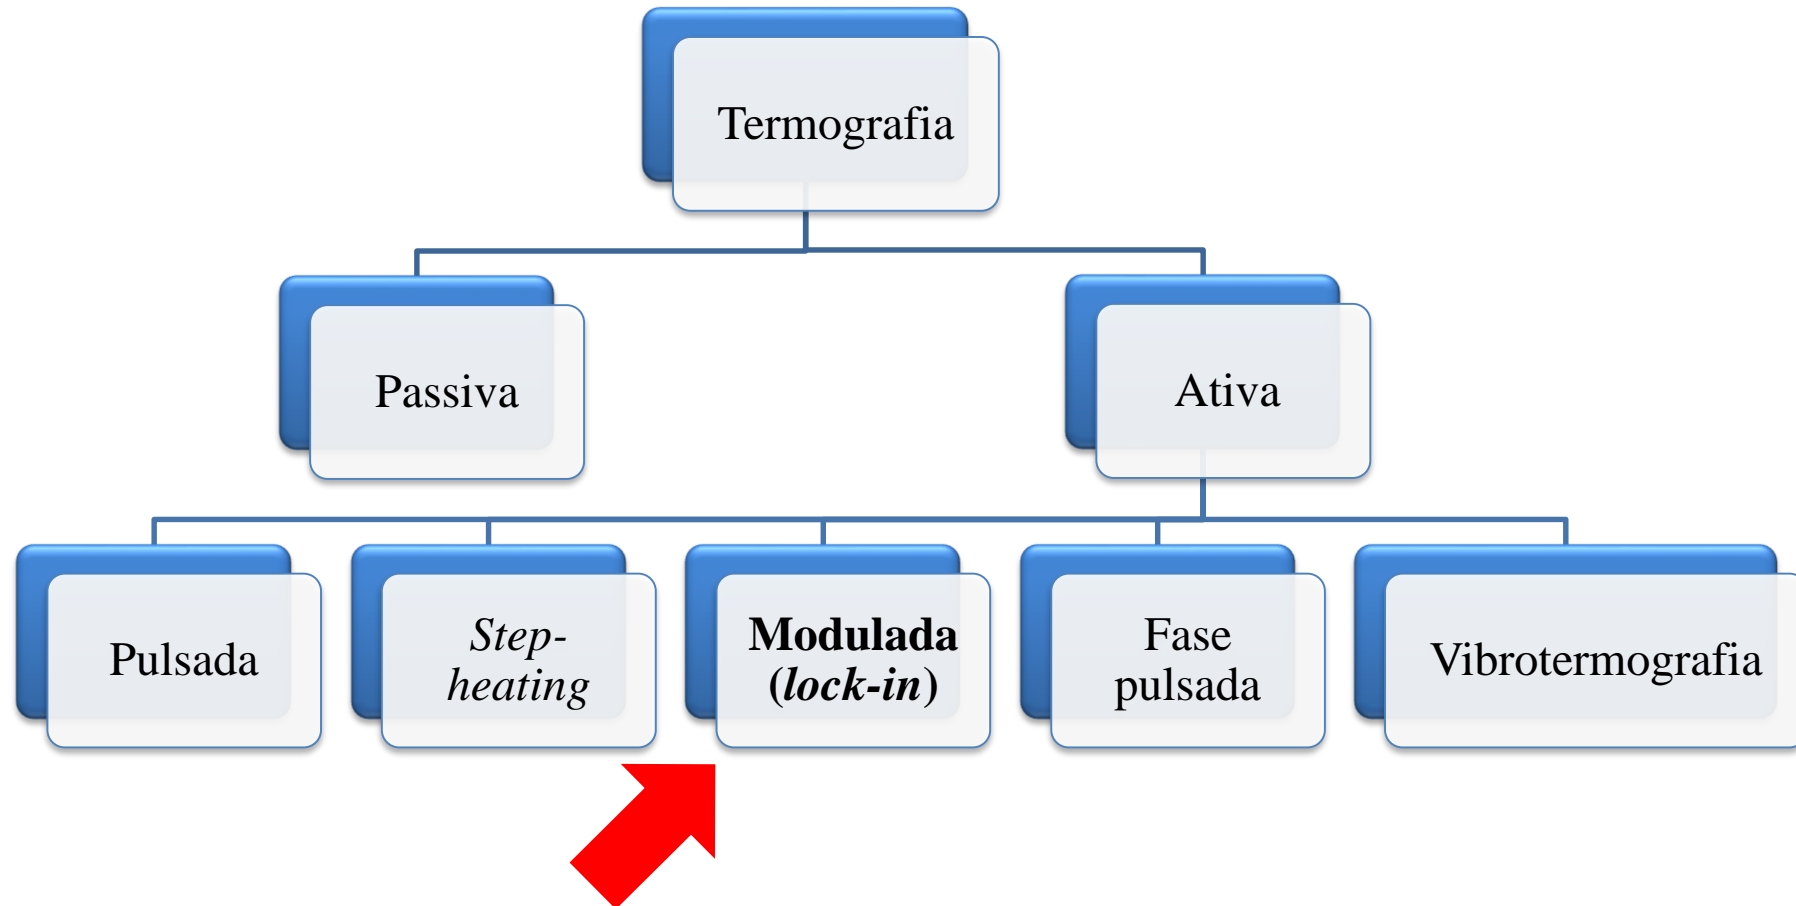 Termografia
Passiva
Ativa
Pulsada
Step-
heating
Modulada
(lock-in)
Fase
pulsada
Vibrotermografia